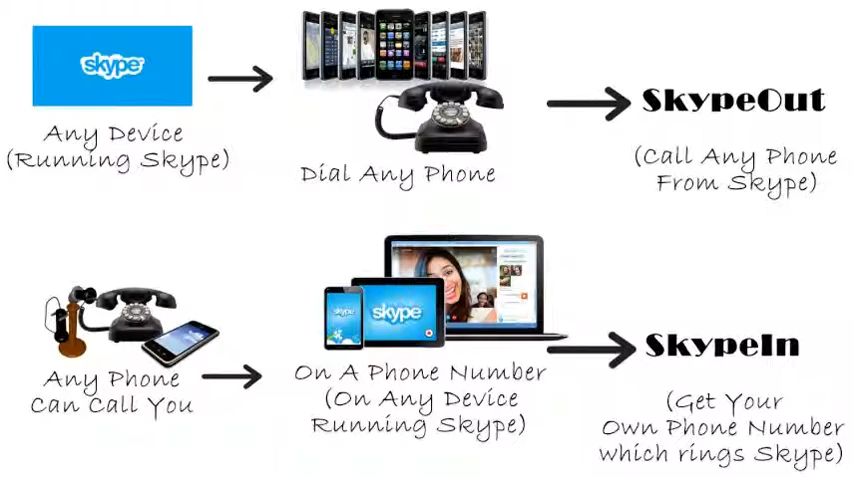 skype
Any Device
(Running Skype)
Dial Any Phone
SkypeOut
(Call Any Phone
From Skype)
Any Phone
Can Call You
skype
skype
On A Phone Number
(On Any Device
Running Skype)
SkypeIn
(Get Your
Own Phone Number
which rings Skype)